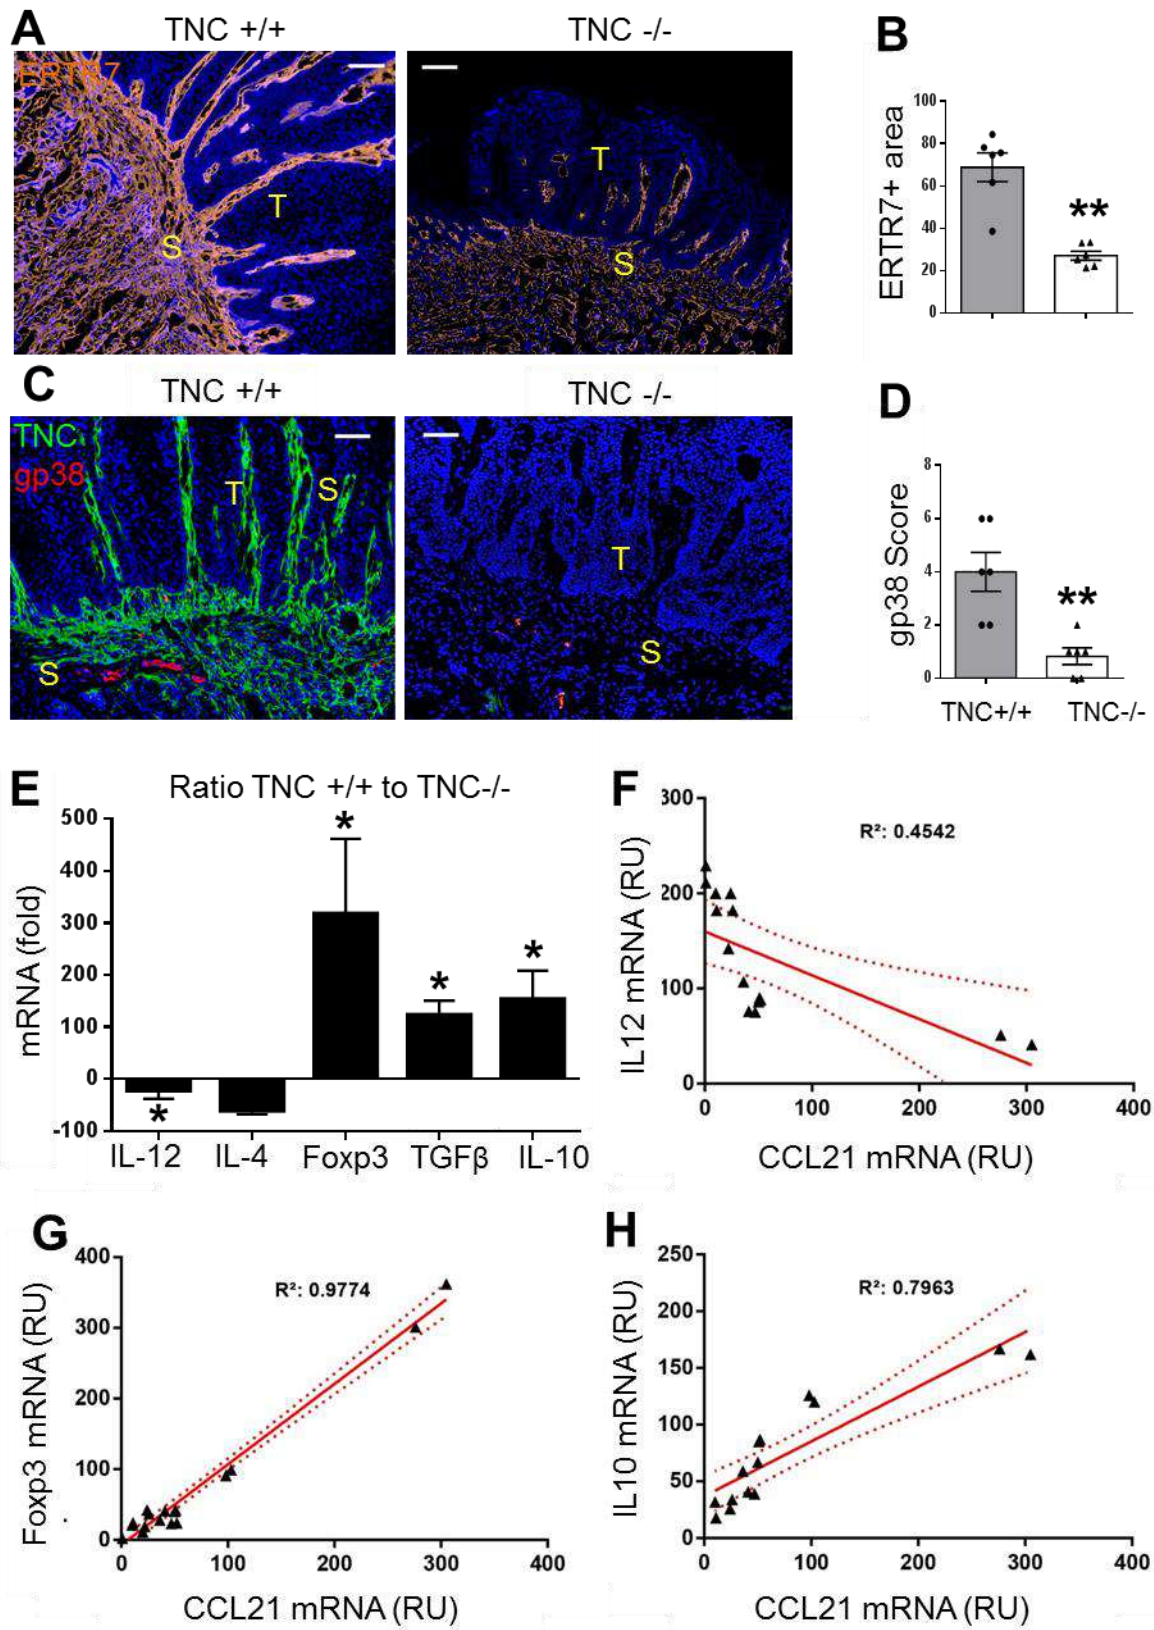 A
TNC +/+
TNC -/-
B
ERTR7
T
S
T
S
ERTR7+ area
100
80
60
40
20
0
**
C
TNC +/+
TNC -/-
D
TNC
gp38
T
S
S
T
S
gp38 Score
8
6
4
2
0
**
TNC+/+
TNC-/-
E
Ratio TNC +/+ to TNC-/-
mRNA (fold)
500
400
300
200
100
0
-100
*
*
*
*
IL-12
IL-4
Foxp3
TGFβ
IL-10
F
IL12 mRNA (RU)
300
200
100
0
R²: 0.4542
0
100
200
300
400
CCL21 mRNA (RU)
G
Foxp3 mRNA (RU)
400
300
200
100
0
R²: 0.9774
0
100
200
300
400
CCL21 mRNA (RU)
H
IL10 mRNA (RU)
250
200
150
100
50
0
R²: 0.7963
0
100
200
300
400
CCL21 mRNA (RU)